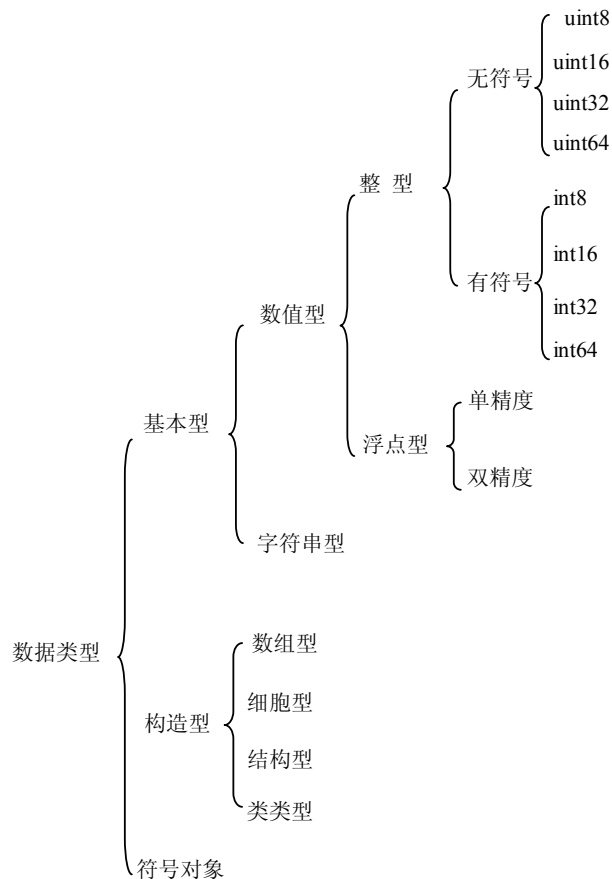 数据类型
基本型
数值型
整 型
无符号
uint8
uint16
uint32
uint64
有符号
int8
int16
int32
int64
浮点型
单精度
双精度
字符串型
构造型
数组型
细胞型
结构型
类类型
符号对象